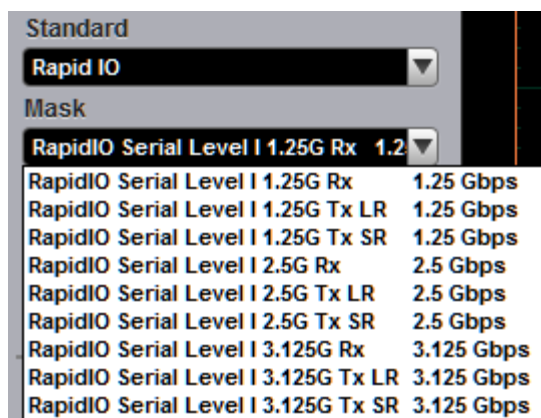 Standard
Rapid IO
Mask
RapidIO Serial Level I 1.25G Rx 1.2
RapidIO Serial Level I 1.25G Rx 1.25 Gbps
RapidIO Serial Level I 1.25G Tx LR 1.25 Gbps
RapidIO Serial Level I 1.25G Tx SR 1.25 Gbps
RapidIO Serial Level I 2.5G Rx 2.5 Gbps
RapidIO Serial Level I 2.5G Tx LR 2.5 Gbps
RapidIO Serial Level I 2.5G Tx SR 2.5 Gbps
RapidIO Serial Level I 3.125G Rx 3.125 Gbps
RapidIO Serial Level I 3.125G Tx LR 3.125 Gbps
RapidIO Serial Level I 3.125G Tx SR 3.125 Gbps